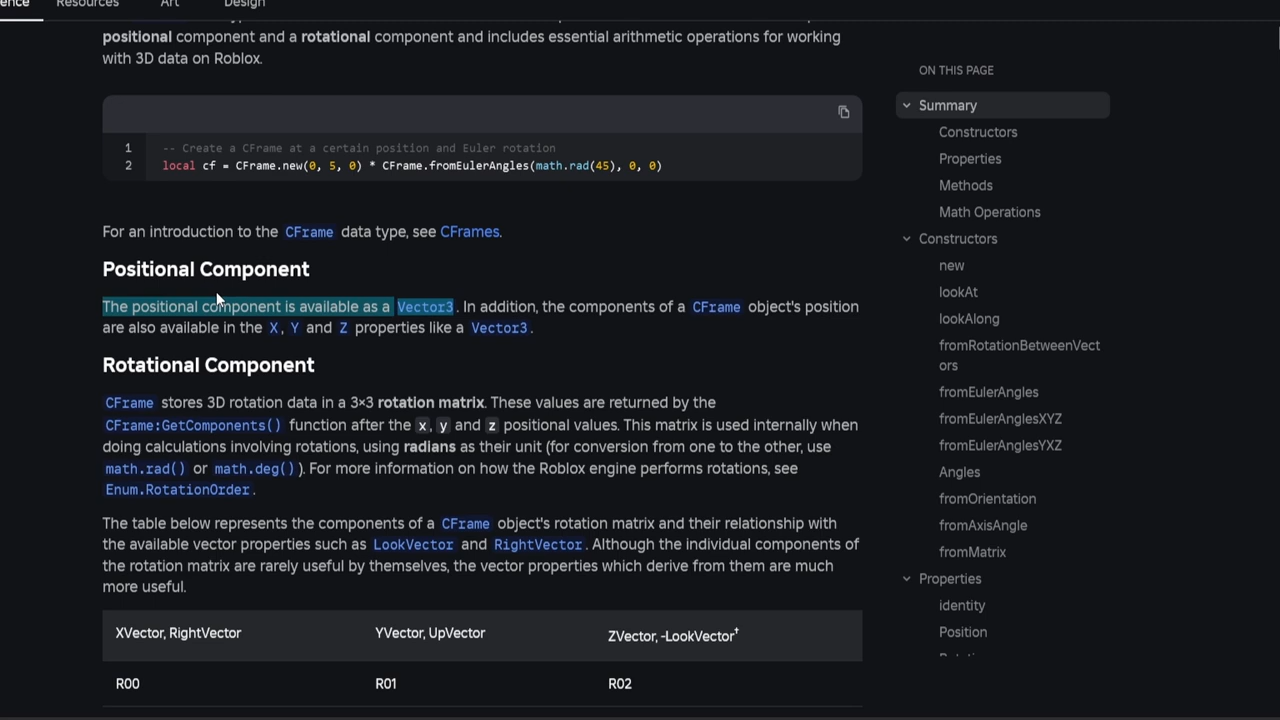 Resources Art Design
positional component and a rotational component and includes essential arithmetic operations for working
with 3D data on Roblox.
1 -- Create a CFrame at a certain position and Euler rotation
2 local cf = CFrame.new(0, 5, 0) * CFrame.fromEulerAngles(math.rad(45), 0, 0)
For an introduction to the CFrame data type, see CFrames.
Positional Component
The positional component is available as a Vector3. In addition, the components of a CFrame object's position
are also available in the X, Y and Z properties like a Vector3.
Rotational Component
CFrame stores 3D rotation data in a 3×3 rotation matrix. These values are returned by the
CFrame:GetComponents() function after the x, y and z positional values. This matrix is used internally when
doing calculations involving rotations, using radians as their unit (for conversion from one to the other, use
math.rad() or math.deg()). For more information on how the Roblox engine performs rotations, see
Enum.RotationOrder.
The table below represents the components of a CFrame object's rotation matrix and their relationship with
the available vector properties such as LookVector and RightVector. Although the individual components of
the rotation matrix are rarely useful by themselves, the vector properties which derive from them are much
more useful.
XVector, RightVector YVector, UpVector ZVector, -LookVector†
R00 R01 R02
ON THIS PAGE
Summary
Constructors
Properties
Methods
Math Operations
Constructors
new
lookAt
lookAlong
fromRotationBetweenVect
ors
fromEulerAngles
fromEulerAnglesXYZ
fromEulerAnglesYXZ
Angles
fromOrientation
fromAxisAngle
fromMatrix
Properties
identity
Position